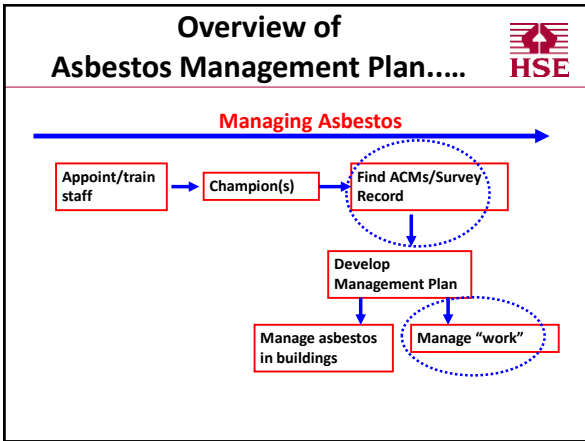 Overview of
Asbestos Management Plan.....
HSE
Managing Asbestos
Appoint/train
staff
Champion(s)
Find ACMs/Survey
Record
Develop
Management Plan
Manage asbestos
in buildings
Manage “work”